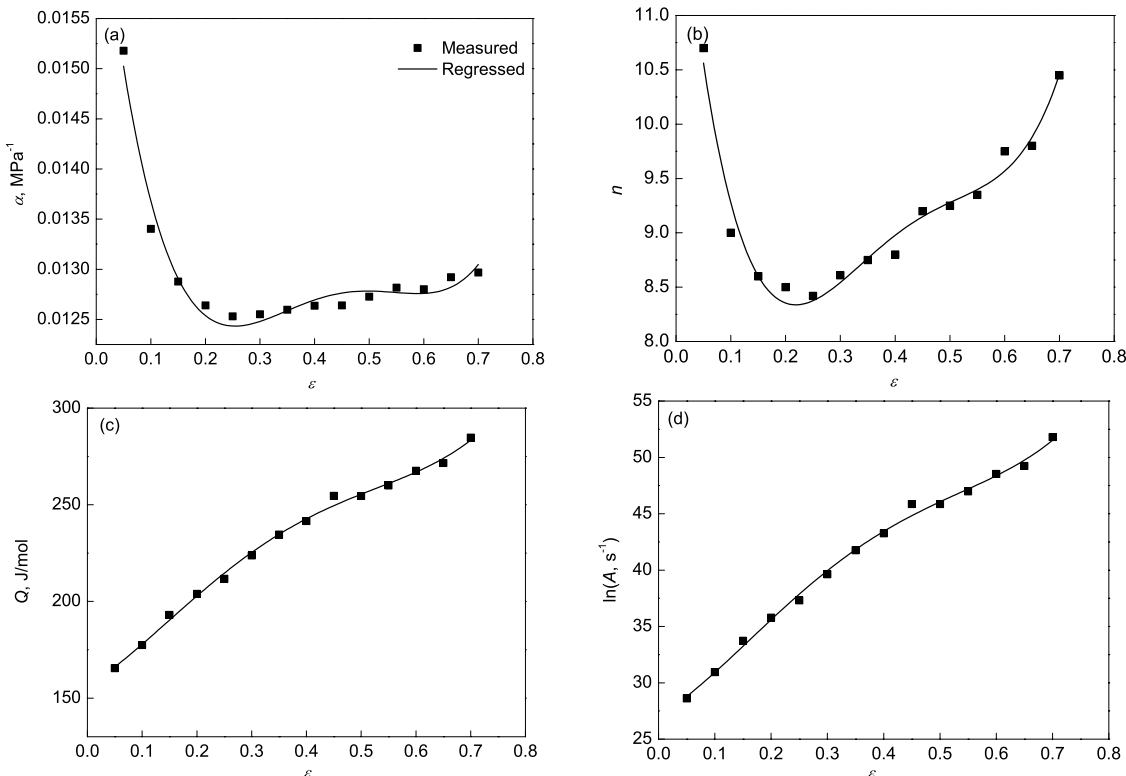 (a)
Measured
Regressed
0.0155
0.0150
0.0145
0.0140
0.0135
0.0130
0.0125
α, MPa⁻¹
0.0 0.1 0.2 0.3 0.4 0.5 0.6 0.7 0.8
ε
(b)
11.0
10.5
10.0
9.5
9.0
8.5
8.0
n
0.0 0.1 0.2 0.3 0.4 0.5 0.6 0.7 0.8
ε
(c)
300
250
200
150
Q, J/mol
0.0 0.1 0.2 0.3 0.4 0.5 0.6 0.7 0.8
ε
(d)
55
50
45
40
35
30
25
ln(A, s⁻¹)
0.0 0.1 0.2 0.3 0.4 0.5 0.6 0.7 0.8
ε